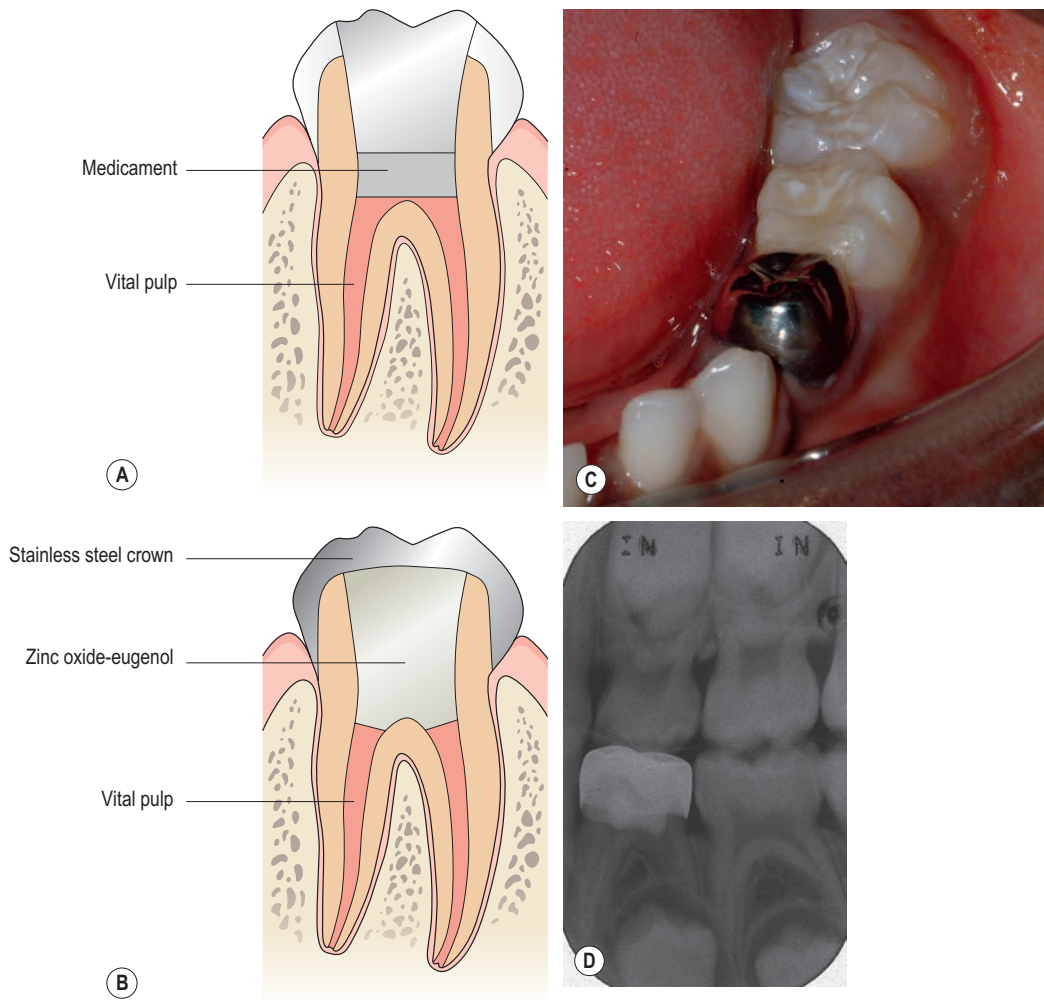 Medicament
Vital pulp
A
C
Stainless steel crown
Zinc oxide-eugenol
Vital pulp
B
IN
IN
D